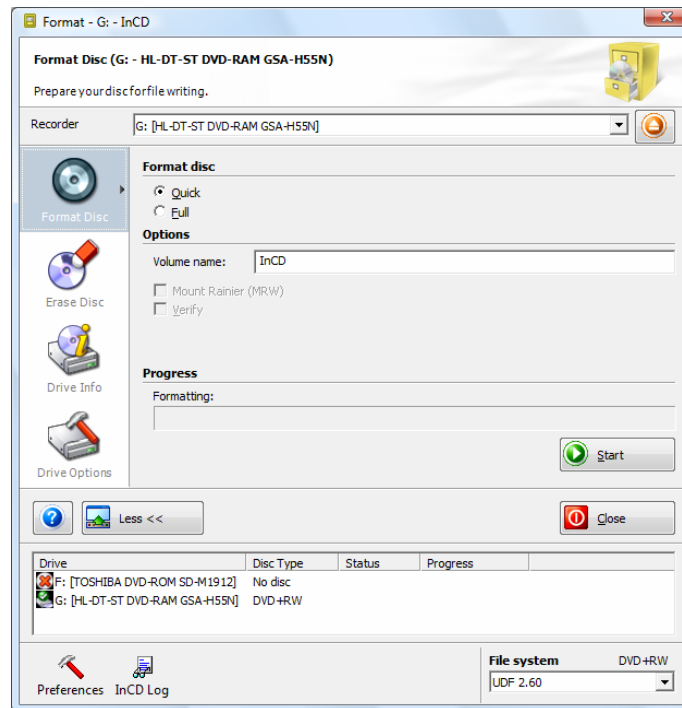 Format - G: - InCD
Format Disc (G: - HL-DT-ST DVD-RAM GSA-H55N)
Prepare your disc for file writing.
Recorder
G: [HL-DT-ST DVD-RAM GSA-H55N]
Format Disc
Erase Disc
Drive Info
Drive Options
Format disc
Quick
Full
Options
Volume name: InCD
Mount Rainier (MRW)
Verify
Progress
Formatting:
Start
Less <<
Close
Drive Disc Type Status Progress
F: [TOSHIBA DVD-ROM SD-M1912] No disc
G: [HL-DT-ST DVD-RAM GSA-H55N] DVD+RW
Preferences
InCD Log
File system DVD+RW
UDF 2.60